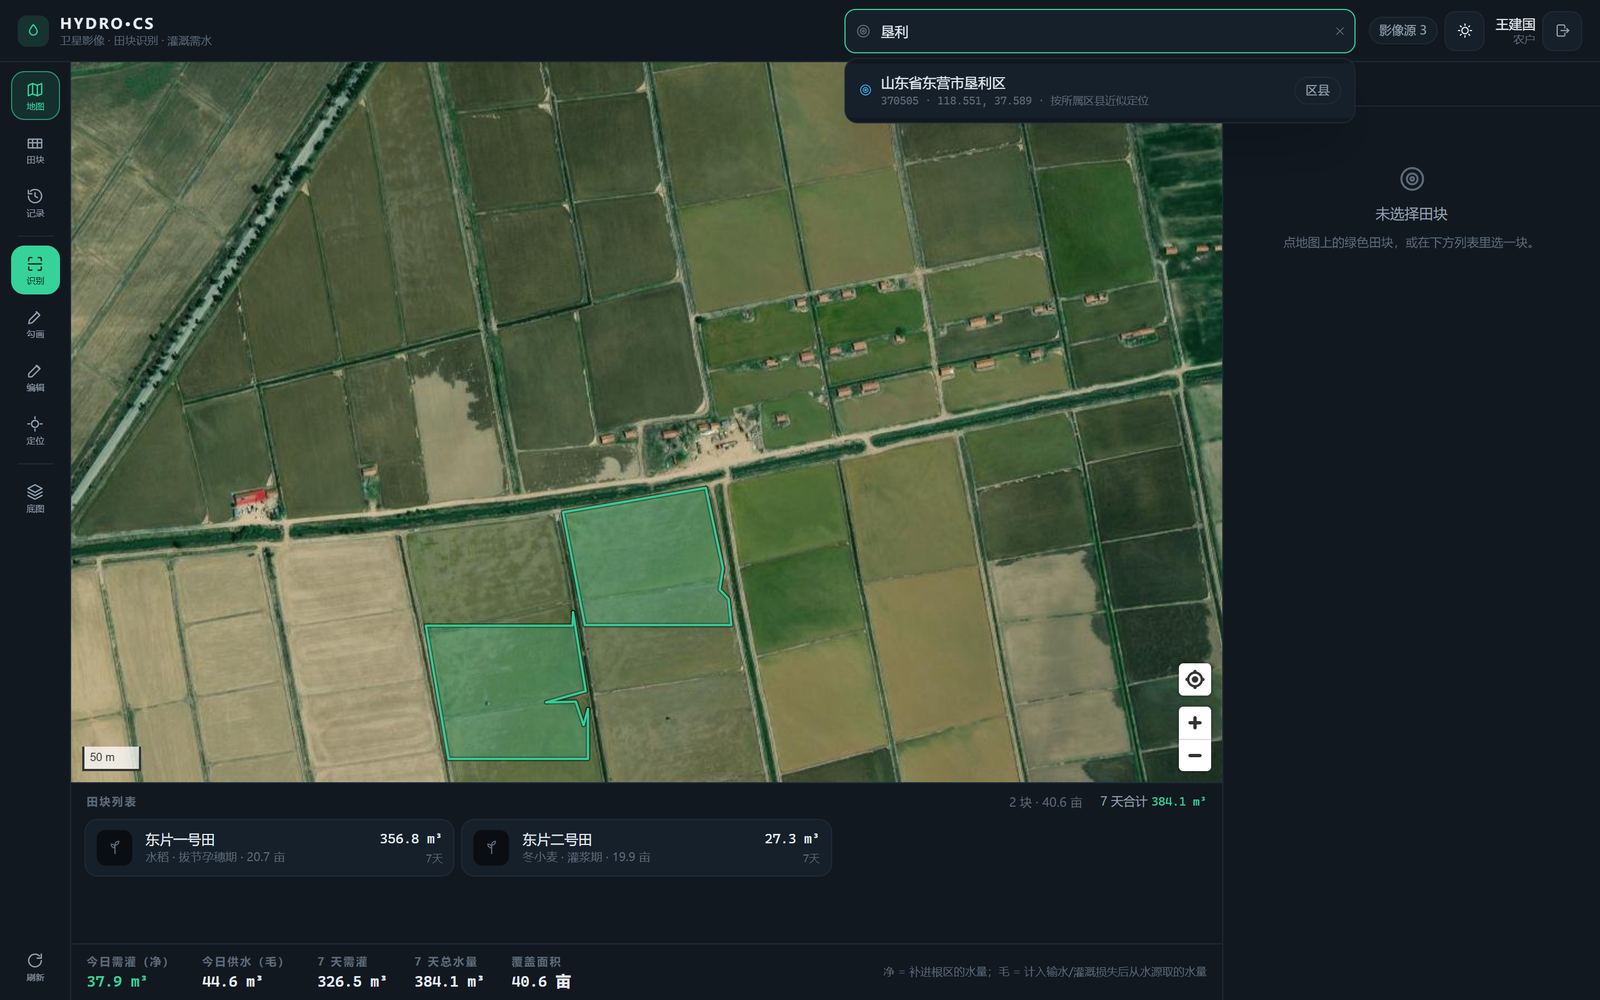 HYDRO•CS
卫星影像 · 田块识别 · 灌溉需水
垦利
影像源 3
王建国
农户
山东省东营市垦利区
370505 · 118.551, 37.589 · 按所属区县近似定位
区县
地图
田块
记录
识别
勾画
编辑
定位
底图
刷新
未选择田块
点地图上的绿色田块，或在下方列表里选一块。
50 m
田块列表
2 块 · 40.6 亩
7 天合计 384.1 m³
东片一号田
356.8 m³
水稻 · 拔节孕穗期 · 20.7 亩
7天
东片二号田
27.3 m³
冬小麦 · 灌浆期 · 19.9 亩
7天
今日需灌（净）
37.9 m³
今日供水（毛）
44.6 m³
7 天需灌
326.5 m³
7 天总水量
384.1 m³
覆盖面积
40.6 亩
净 = 补进根区的水量；毛 = 计入输水/灌溉损失后从水源取的水量